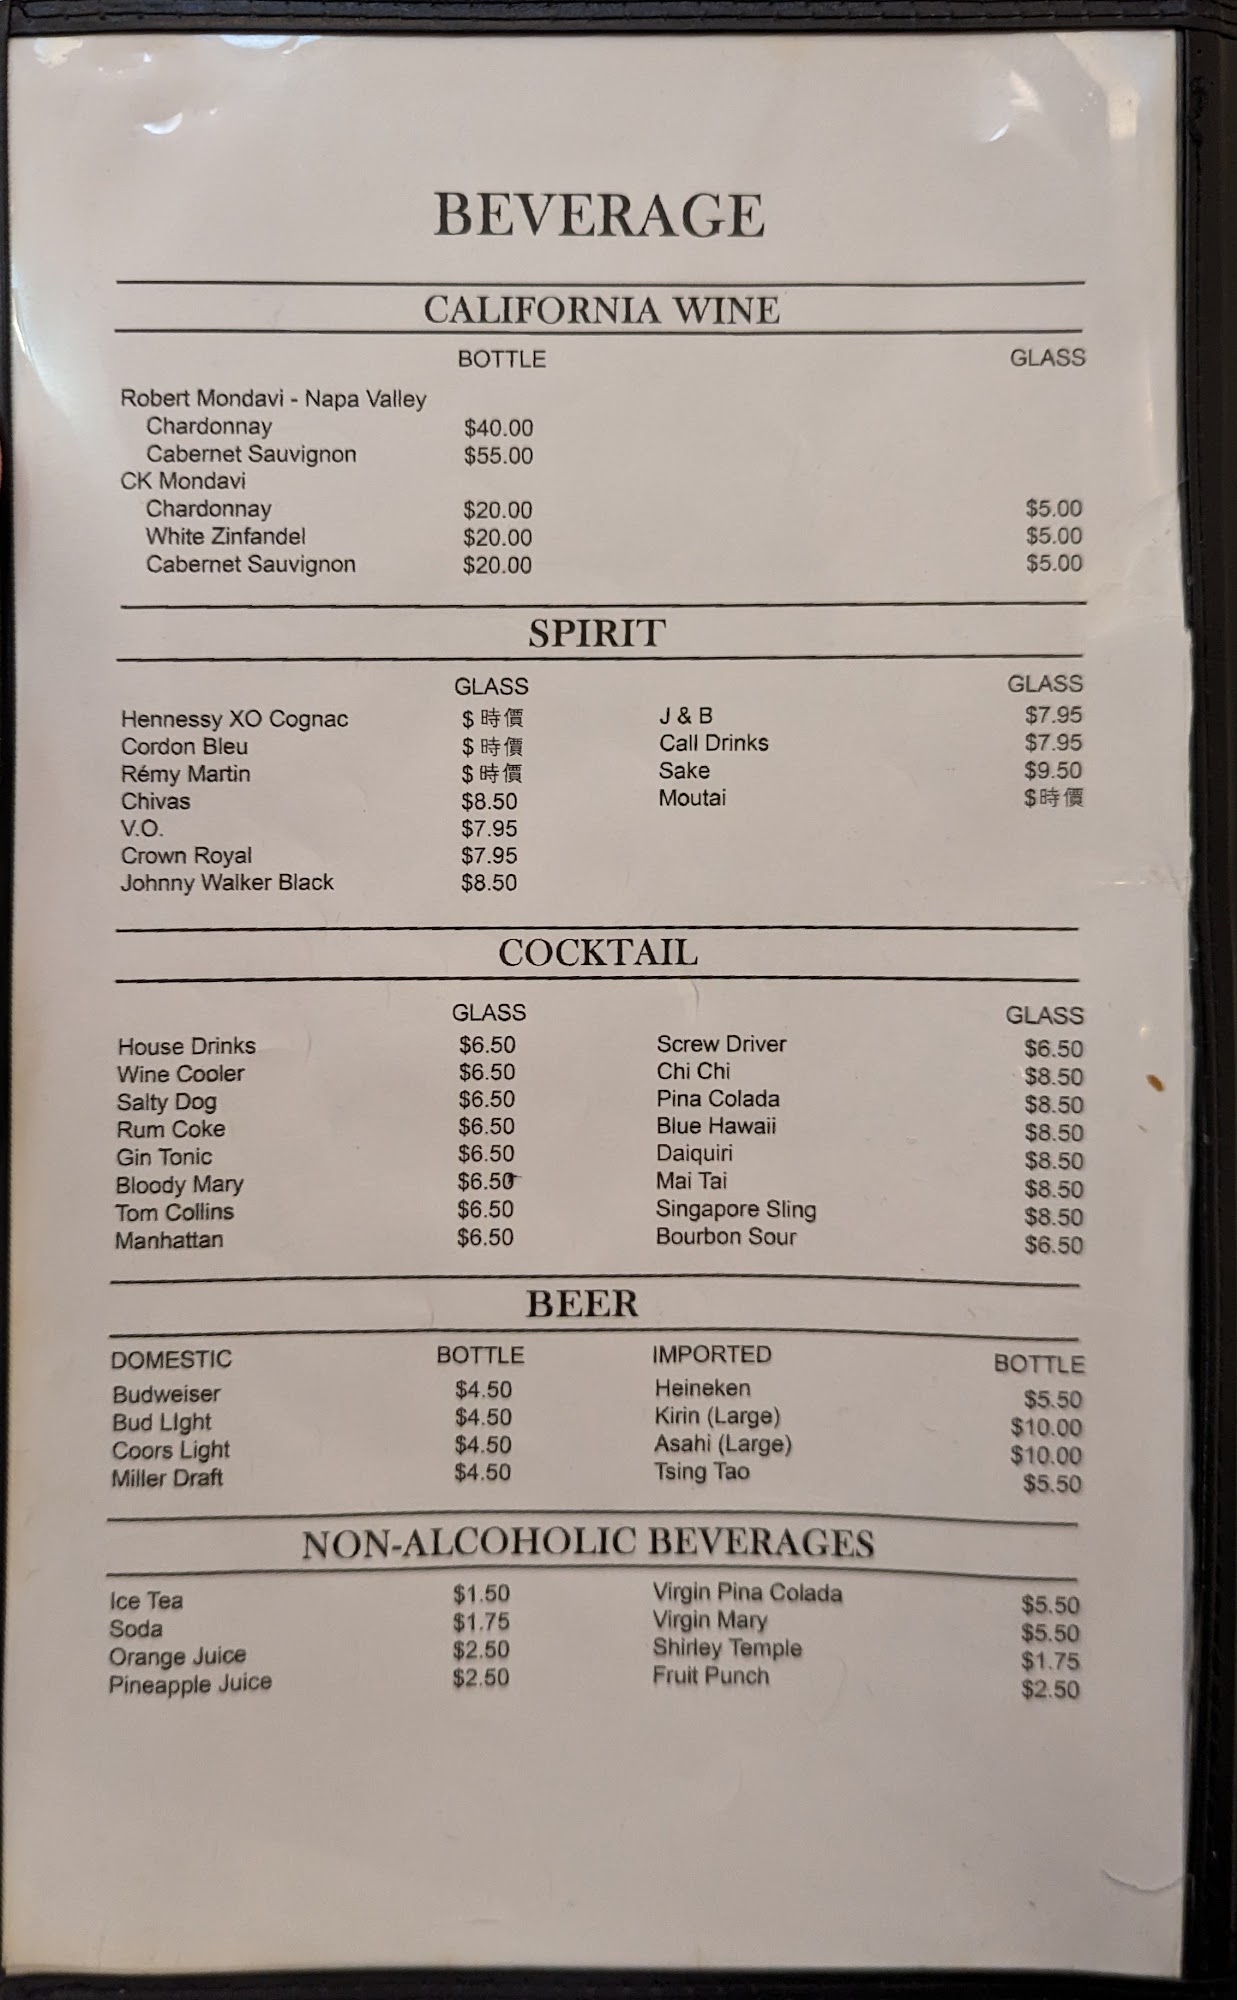 BEVERAGE
CALIFORNIA WINE
BOTTLE GLASS
Robert Mondavi - Napa Valley
Chardonnay $40.00
Cabernet Sauvignon $55.00
CK Mondavi
Chardonnay $20.00 $5.00
White Zinfandel $20.00 $5.00
Cabernet Sauvignon $20.00 $5.00
SPIRIT
GLASS GLASS
Hennessy XO Cognac $ 時價 J & B $7.95
Cordon Bleu $ 時價 Call Drinks $7.95
Rémy Martin $ 時價 Sake $9.50
Chivas $8.50 Moutai $ 時價
V.O. $7.95
Crown Royal $7.95
Johnny Walker Black $8.50
COCKTAIL
GLASS GLASS
House Drinks $6.50 Screw Driver $6.50
Wine Cooler $6.50 Chi Chi $8.50
Salty Dog $6.50 Pina Colada $8.50
Rum Coke $6.50 Blue Hawaii $8.50
Gin Tonic $6.50 Daiquiri $8.50
Bloody Mary $6.50 Mai Tai $8.50
Tom Collins $6.50 Singapore Sling $8.50
Manhattan $6.50 Bourbon Sour $6.50
BEER
DOMESTIC BOTTLE IMPORTED BOTTLE
Budweiser $4.50 Heineken $5.50
Bud LIght $4.50 Kirin (Large) $10.00
Coors Light $4.50 Asahi (Large) $10.00
Miller Draft $4.50 Tsing Tao $5.50
NON-ALCOHOLIC BEVERAGES
Ice Tea $1.50 Virgin Pina Colada $5.50
Soda $1.75 Virgin Mary $5.50
Orange Juice $2.50 Shirley Temple $1.75
Pineapple Juice $2.50 Fruit Punch $2.50